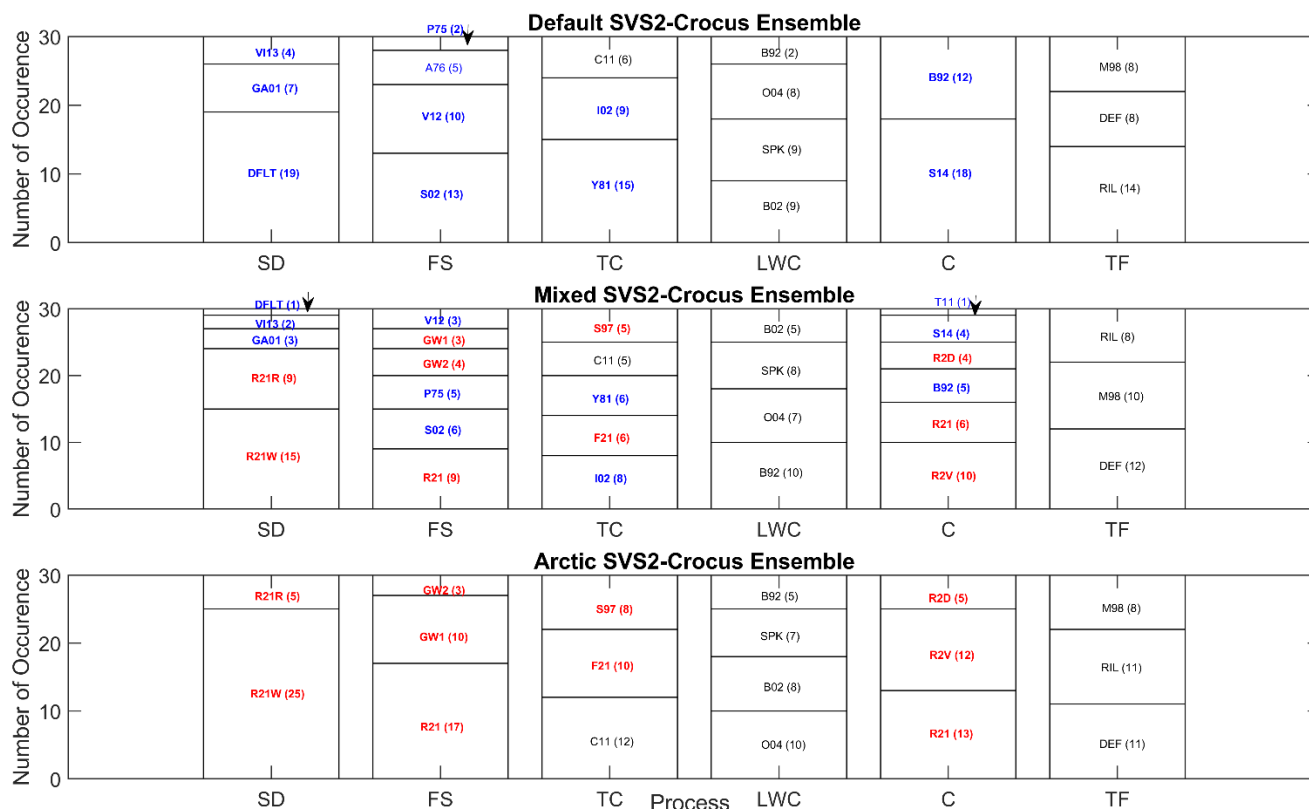 Default SVS2-Crocus Ensemble
P75 (2)
30
VI13 (4)
A76 (5)
C11 (6)
B92 (2)
B92 (12)
M98 (8)
GA01 (7)
V12 (10)
I02 (9)
O04 (8)
DEF (8)
20
DFLT (19)
S02 (13)
Y81 (15)
SPK (9)
S14 (18)
RIL (14)
10
B02 (9)
0
Number of Occurence
SD FS TC LWC C TF
Mixed SVS2-Crocus Ensemble
DFLT (1)
T11 (1)
30
VI13 (2)
V12 (3)
S97 (5)
B02 (5)
S14 (4)
RIL (8)
GA01 (3)
GW1 (3)
C11 (5)
R2D (4)
20
R21R (9)
GW2 (4)
SPK (8)
M98 (10)
P75 (5)
Y81 (6)
B92 (5)
O04 (7)
S02 (6)
F21 (6)
R21 (6)
10
R21W (15)
R21 (9)
I02 (8)
B92 (10)
R2V (10)
DEF (12)
0
Number of Occurence
SD FS TC LWC C TF
Arctic SVS2-Crocus Ensemble
30
R21R (5)
GW2 (3)
S97 (8)
B92 (5)
R2D (5)
M98 (8)
20
GW1 (10)
F21 (10)
SPK (7)
R2V (12)
RIL (11)
R21W (25)
B02 (8)
10
R21 (17)
C11 (12)
O04 (10)
R21 (13)
DEF (11)
0
Number of Occurence
SD FS TC LWC C TF
Process